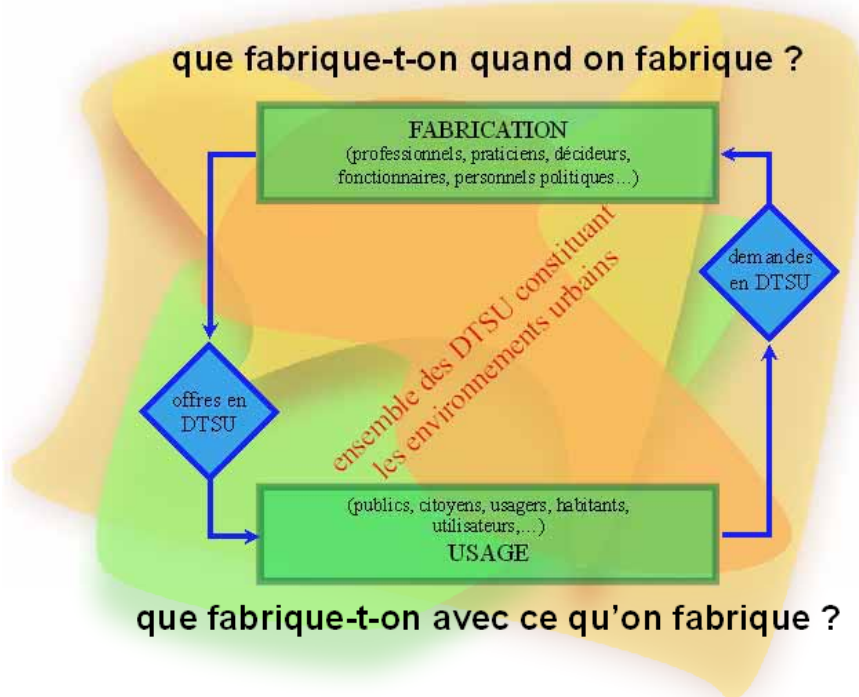 que fabrique-t-on quand on fabrique ?
FABRICATION
(professionnels, praticiens, décideurs,
fonctionnaires, personnels politiques...)
demandes
en DTSU
ensemble des DTSU constituant
les environnements urbains
offres en
DTSU
(publics, citoyens, usagers, habitants,
utilisateurs,...)
USAGE
que fabrique-t-on avec ce qu'on fabrique ?